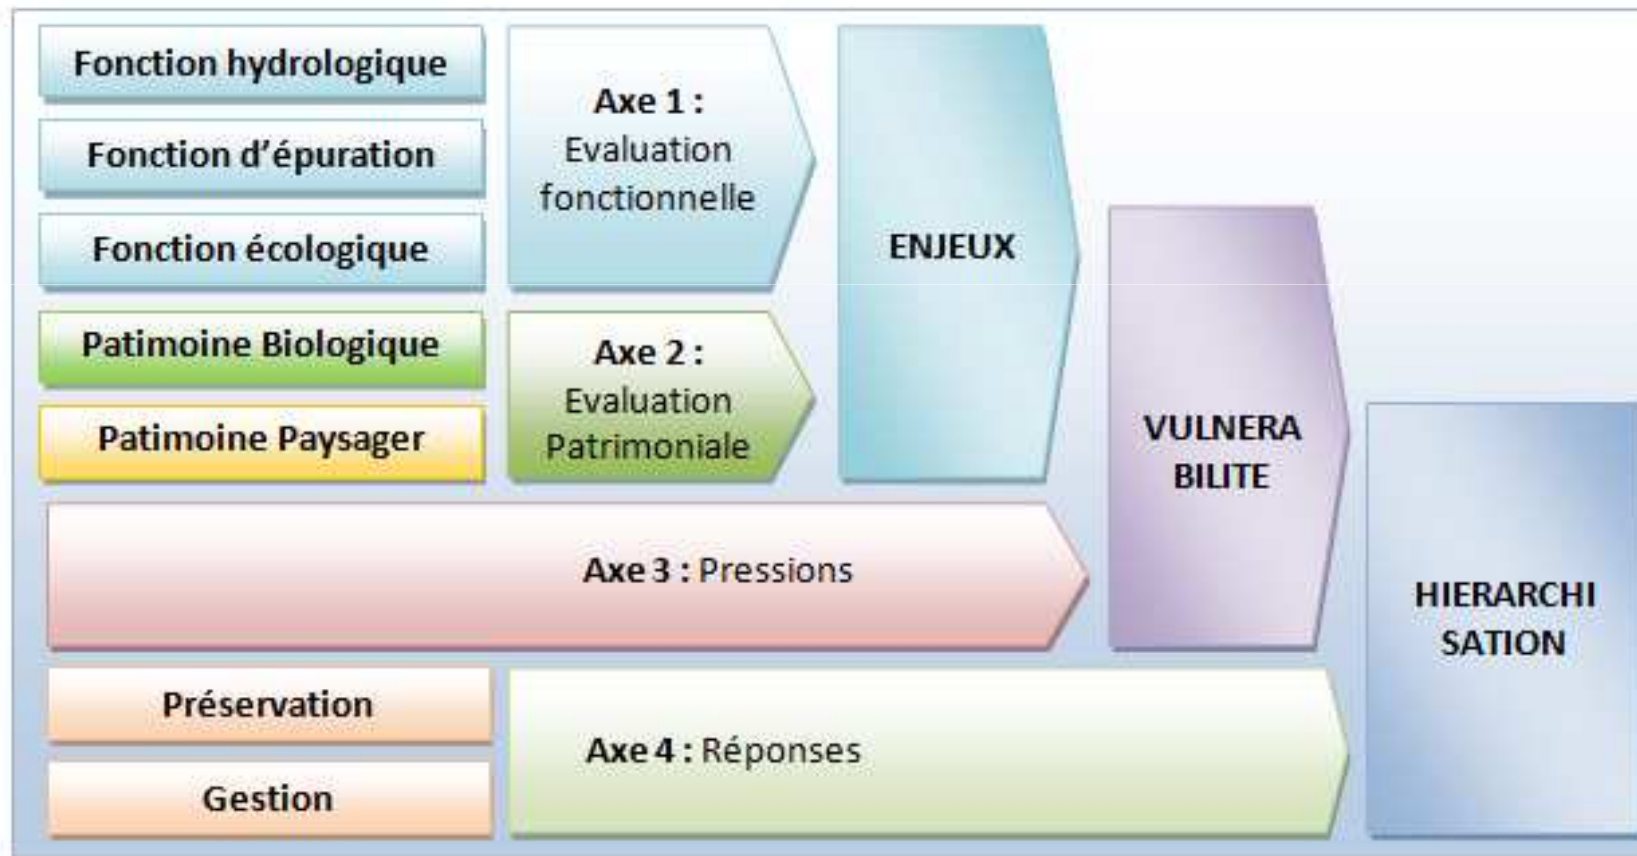 Fonction hydrologique
Fonction d'épuration
Fonction écologique
Patimoine Biologique
Patimoine Paysager
Axe 1 :
Evaluation
fonctionnelle
Axe 2 :
Evaluation
Patrimoniale
ENJEUX
Axe 3 : Pressions
VULNERA
BILITE
Préservation
Gestion
Axe 4 : Réponses
HIERARCHI
SATION